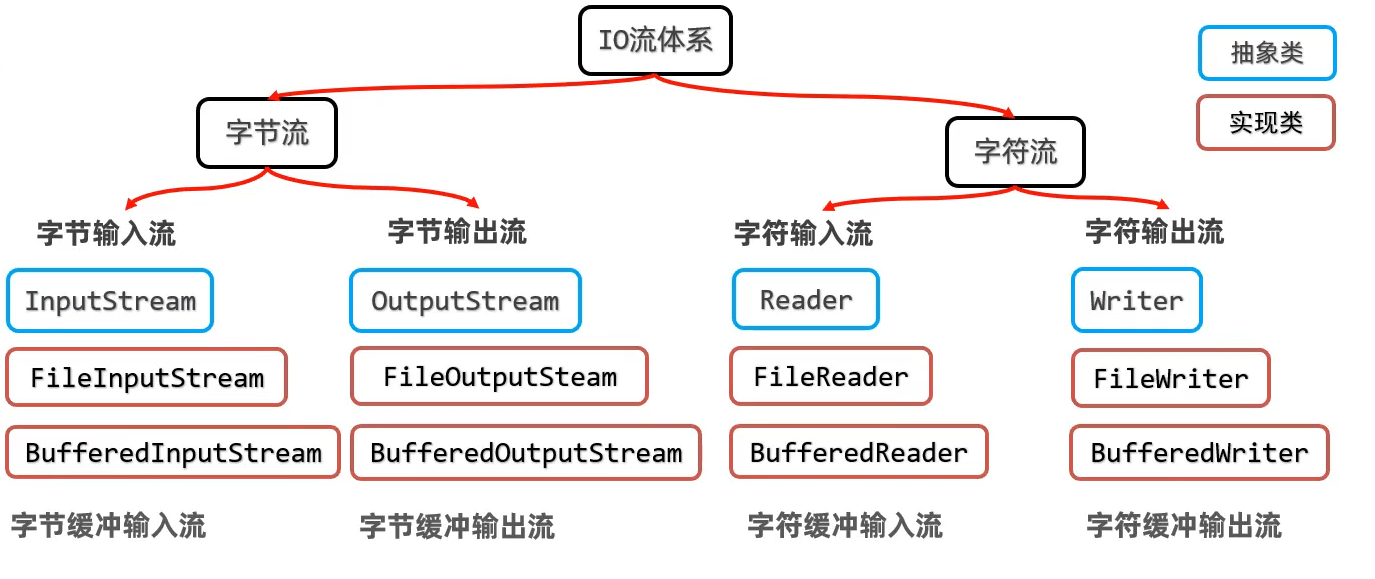 IO流体系
抽象类
实现类
字节流
字符流
字节输入流
字节输出流
字符输入流
字符输出流
InputStream
OutputStream
Reader
Writer
FileInputStream
FileOutputSteam
FileReader
FileWriter
BufferedInputStream
BufferedOutputStream
BufferedReader
BufferedWriter
字节缓冲输入流
字节缓冲输出流
字符缓冲输入流
字符缓冲输出流